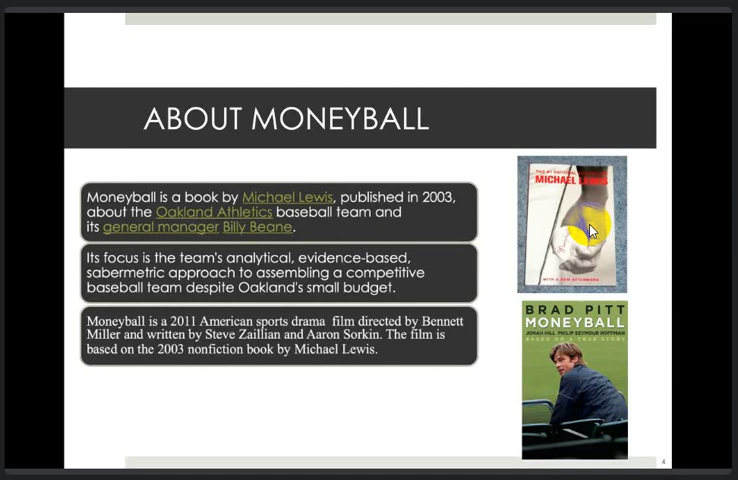 ABOUT MONEYBALL
Moneyball is a book by Michael Lewis, published in 2003,
about the Oakland Athletics baseball team and
its general manager Billy Beane.
Its focus is the team's analytical, evidence-based,
sabermetric approach to assembling a competitive
baseball team despite Oakland's small budget.
Moneyball is a 2011 American sports drama film directed by Bennett
Miller and written by Steve Zaillian and Aaron Sorkin. The film is
based on the 2003 nonfiction book by Michael Lewis.
THE #1 NATIONAL
MICHAEL LEWIS
WITH A NEW AFTERWORD
BRAD PITT
MONEYBALL
JONAH HILL PHILIP SEYMOUR HOFFMAN
BASED ON A TRUE STORY
4